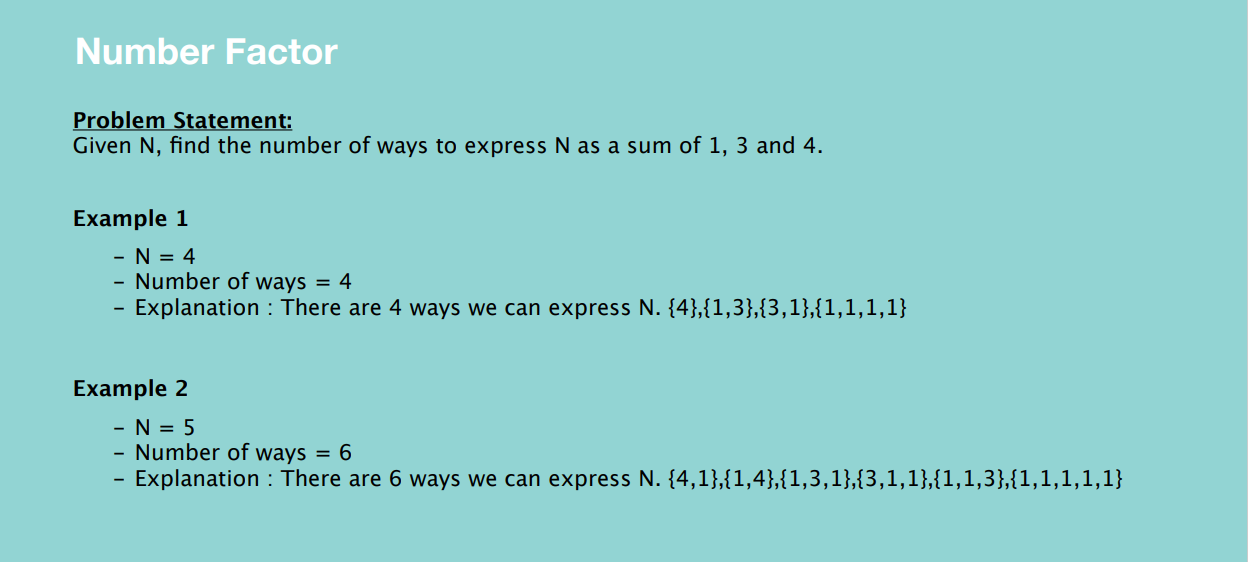 Number Factor
Problem Statement:
Given N, find the number of ways to express N as a sum of 1, 3 and 4.
Example 1
– N = 4
– Number of ways = 4
– Explanation : There are 4 ways we can express N. {4},{1,3},{3,1},{1,1,1,1}
Example 2
– N = 5
– Number of ways = 6
– Explanation : There are 6 ways we can express N. {4,1},{1,4},{1,3,1},{3,1,1},{1,1,3},{1,1,1,1,1}